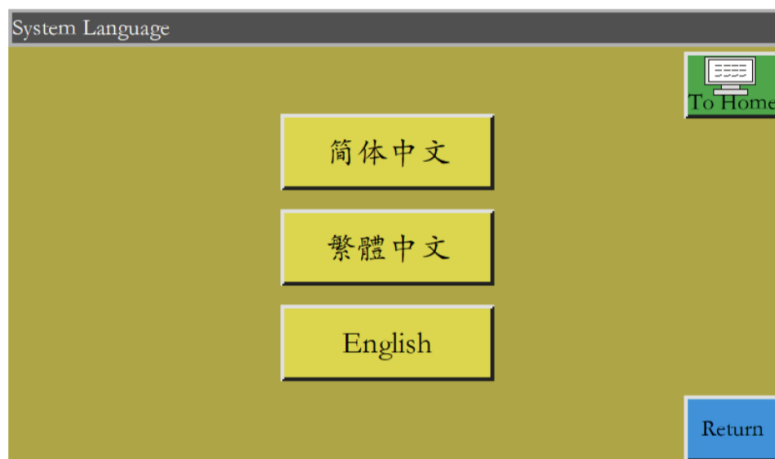 System Language
To Home
简体中文
繁體中文
English
Return